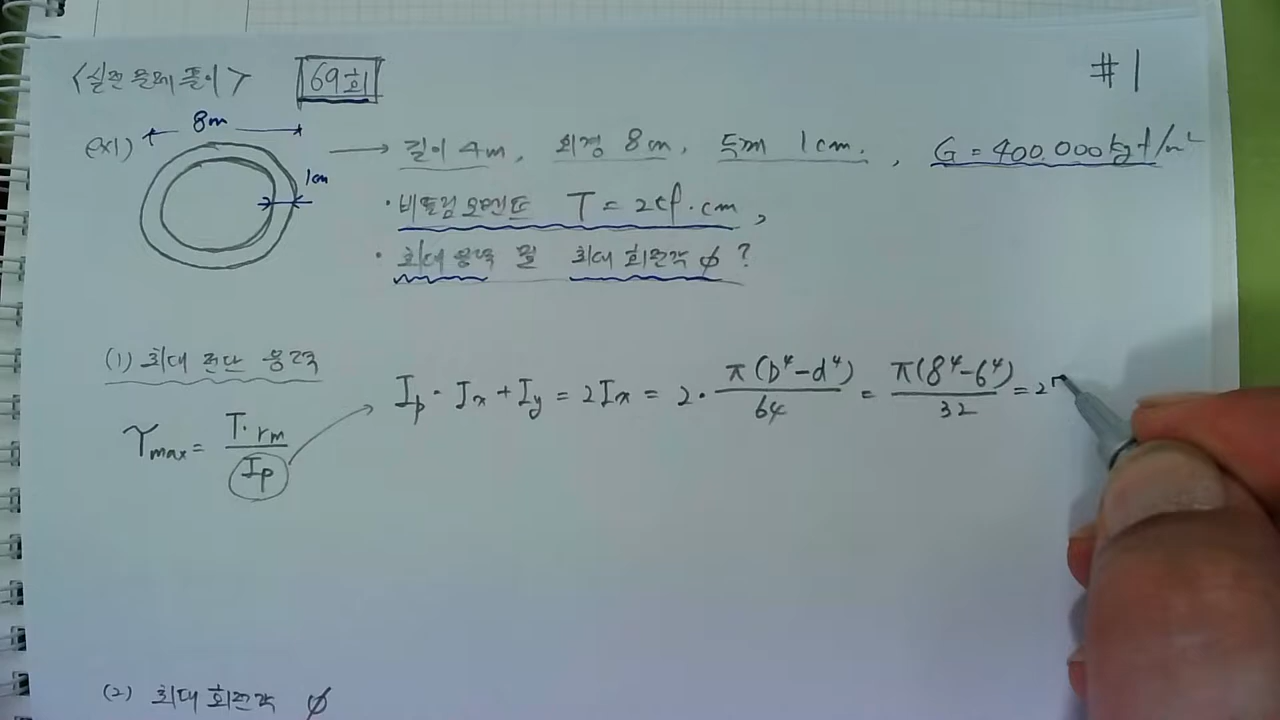 <실전 문제 풀이> 69회 #1
ex1) 8m → 길이 4m, 외경 8m, 두께 1cm, , G = 400.000kgf/m²
1cm
· 비틀림모멘트 T = 2tf·cm,
· 최대 응력 및 최대 회전각 φ ?
(1) 최대 전단 응력
τmax = T·rm / Ip → Ip · Ix + Iy = 2Ix = 2 · π(D⁴-d⁴)/64 = π(8⁴-6⁴)/32 = 2
(2) 최대 회전각 φ